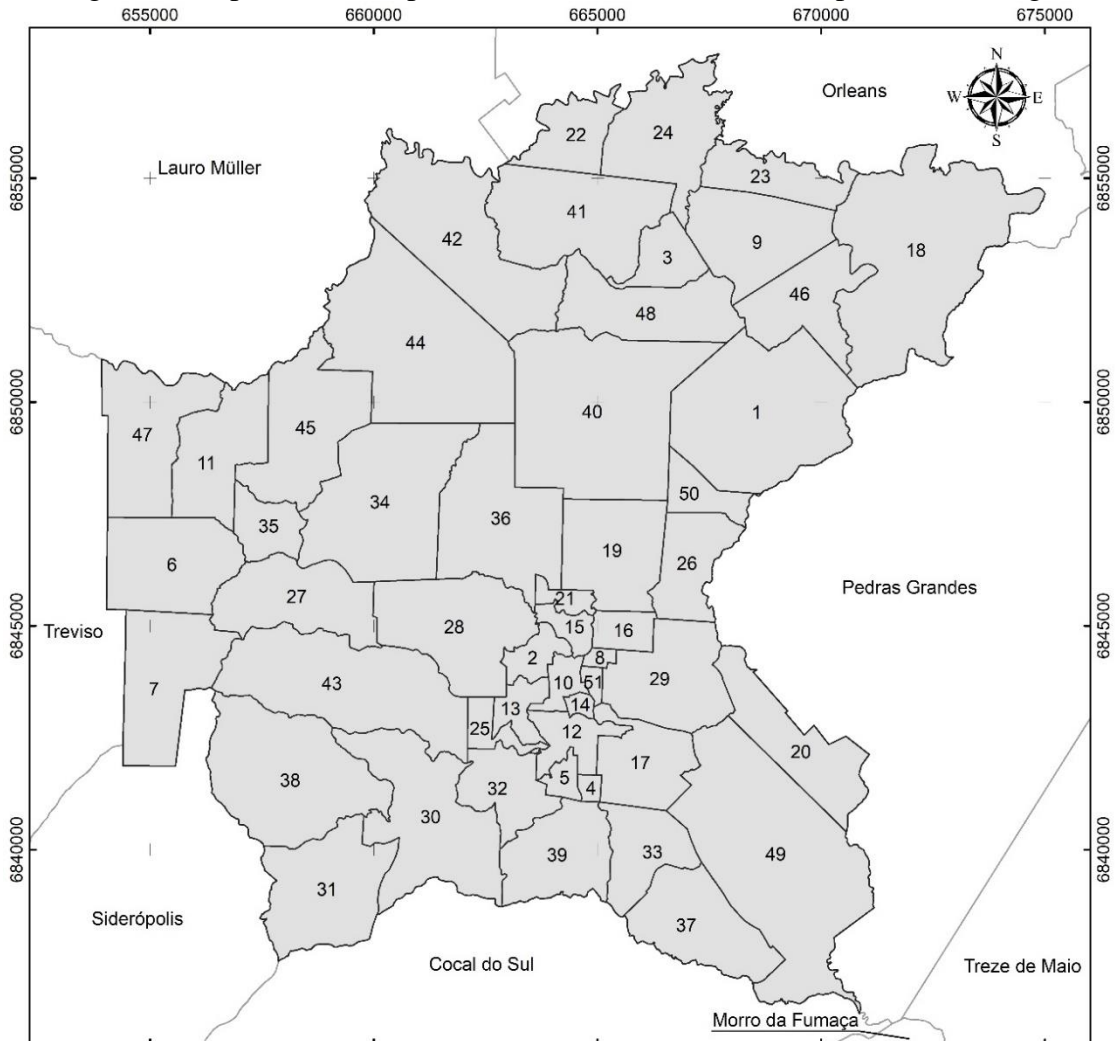 655000 660000 665000 670000 675000
N
W E
S
Orleans
Lauro Müller
22 24
6855000 23 6855000
41
42 9 18
3
46
48
44
6850000 40 1 6850000
47 45
11
50
34 36
35 19
6 26
27 21
Pedras Grandes
28 15 16
6845000 6845000
Treviso
2 8
7 43 10 51 29
13 14
25 12 20
38 5 17
32 4
30
6840000 39 33 49 6840000
31
37
Siderópolis
Cocal do Sul
Treze de Maio
Morro da Fumaça